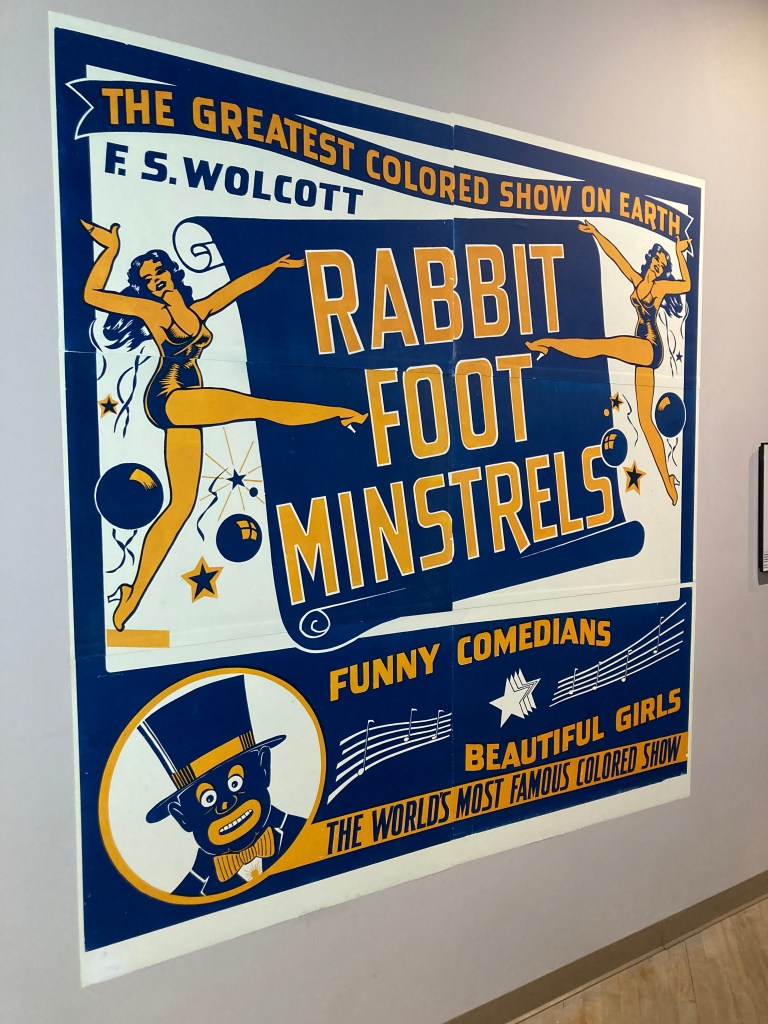 THE GREATEST COLORED SHOW ON EARTH
F. S. WOLCOTT
RABBIT
FOOT
MINSTRELS
FUNNY COMEDIANS
BEAUTIFUL GIRLS
THE WORLD'S MOST FAMOUS COLORED SHOW